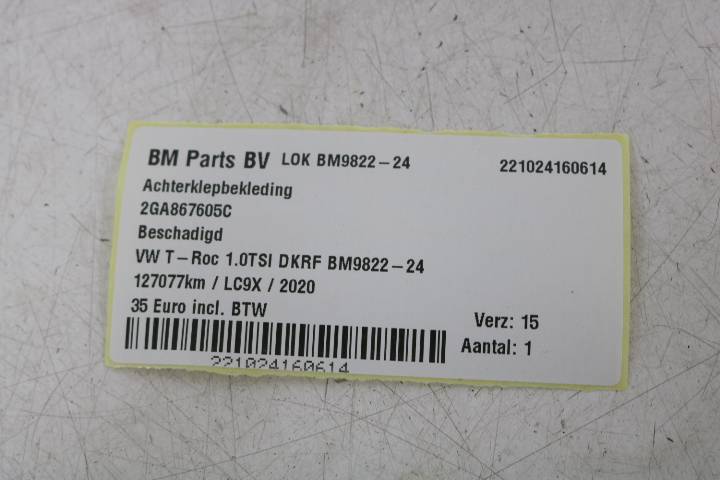 BM Parts BV LOK BM9822-24 221024160614
Achterklepbekleding
2GA867605C
Beschadigd
VW T-Roc 1.0TSI DKRF BM9822-24
127077km / LC9X / 2020
35 Euro incl. BTW
Verz: 15
Aantal: 1
221024160614